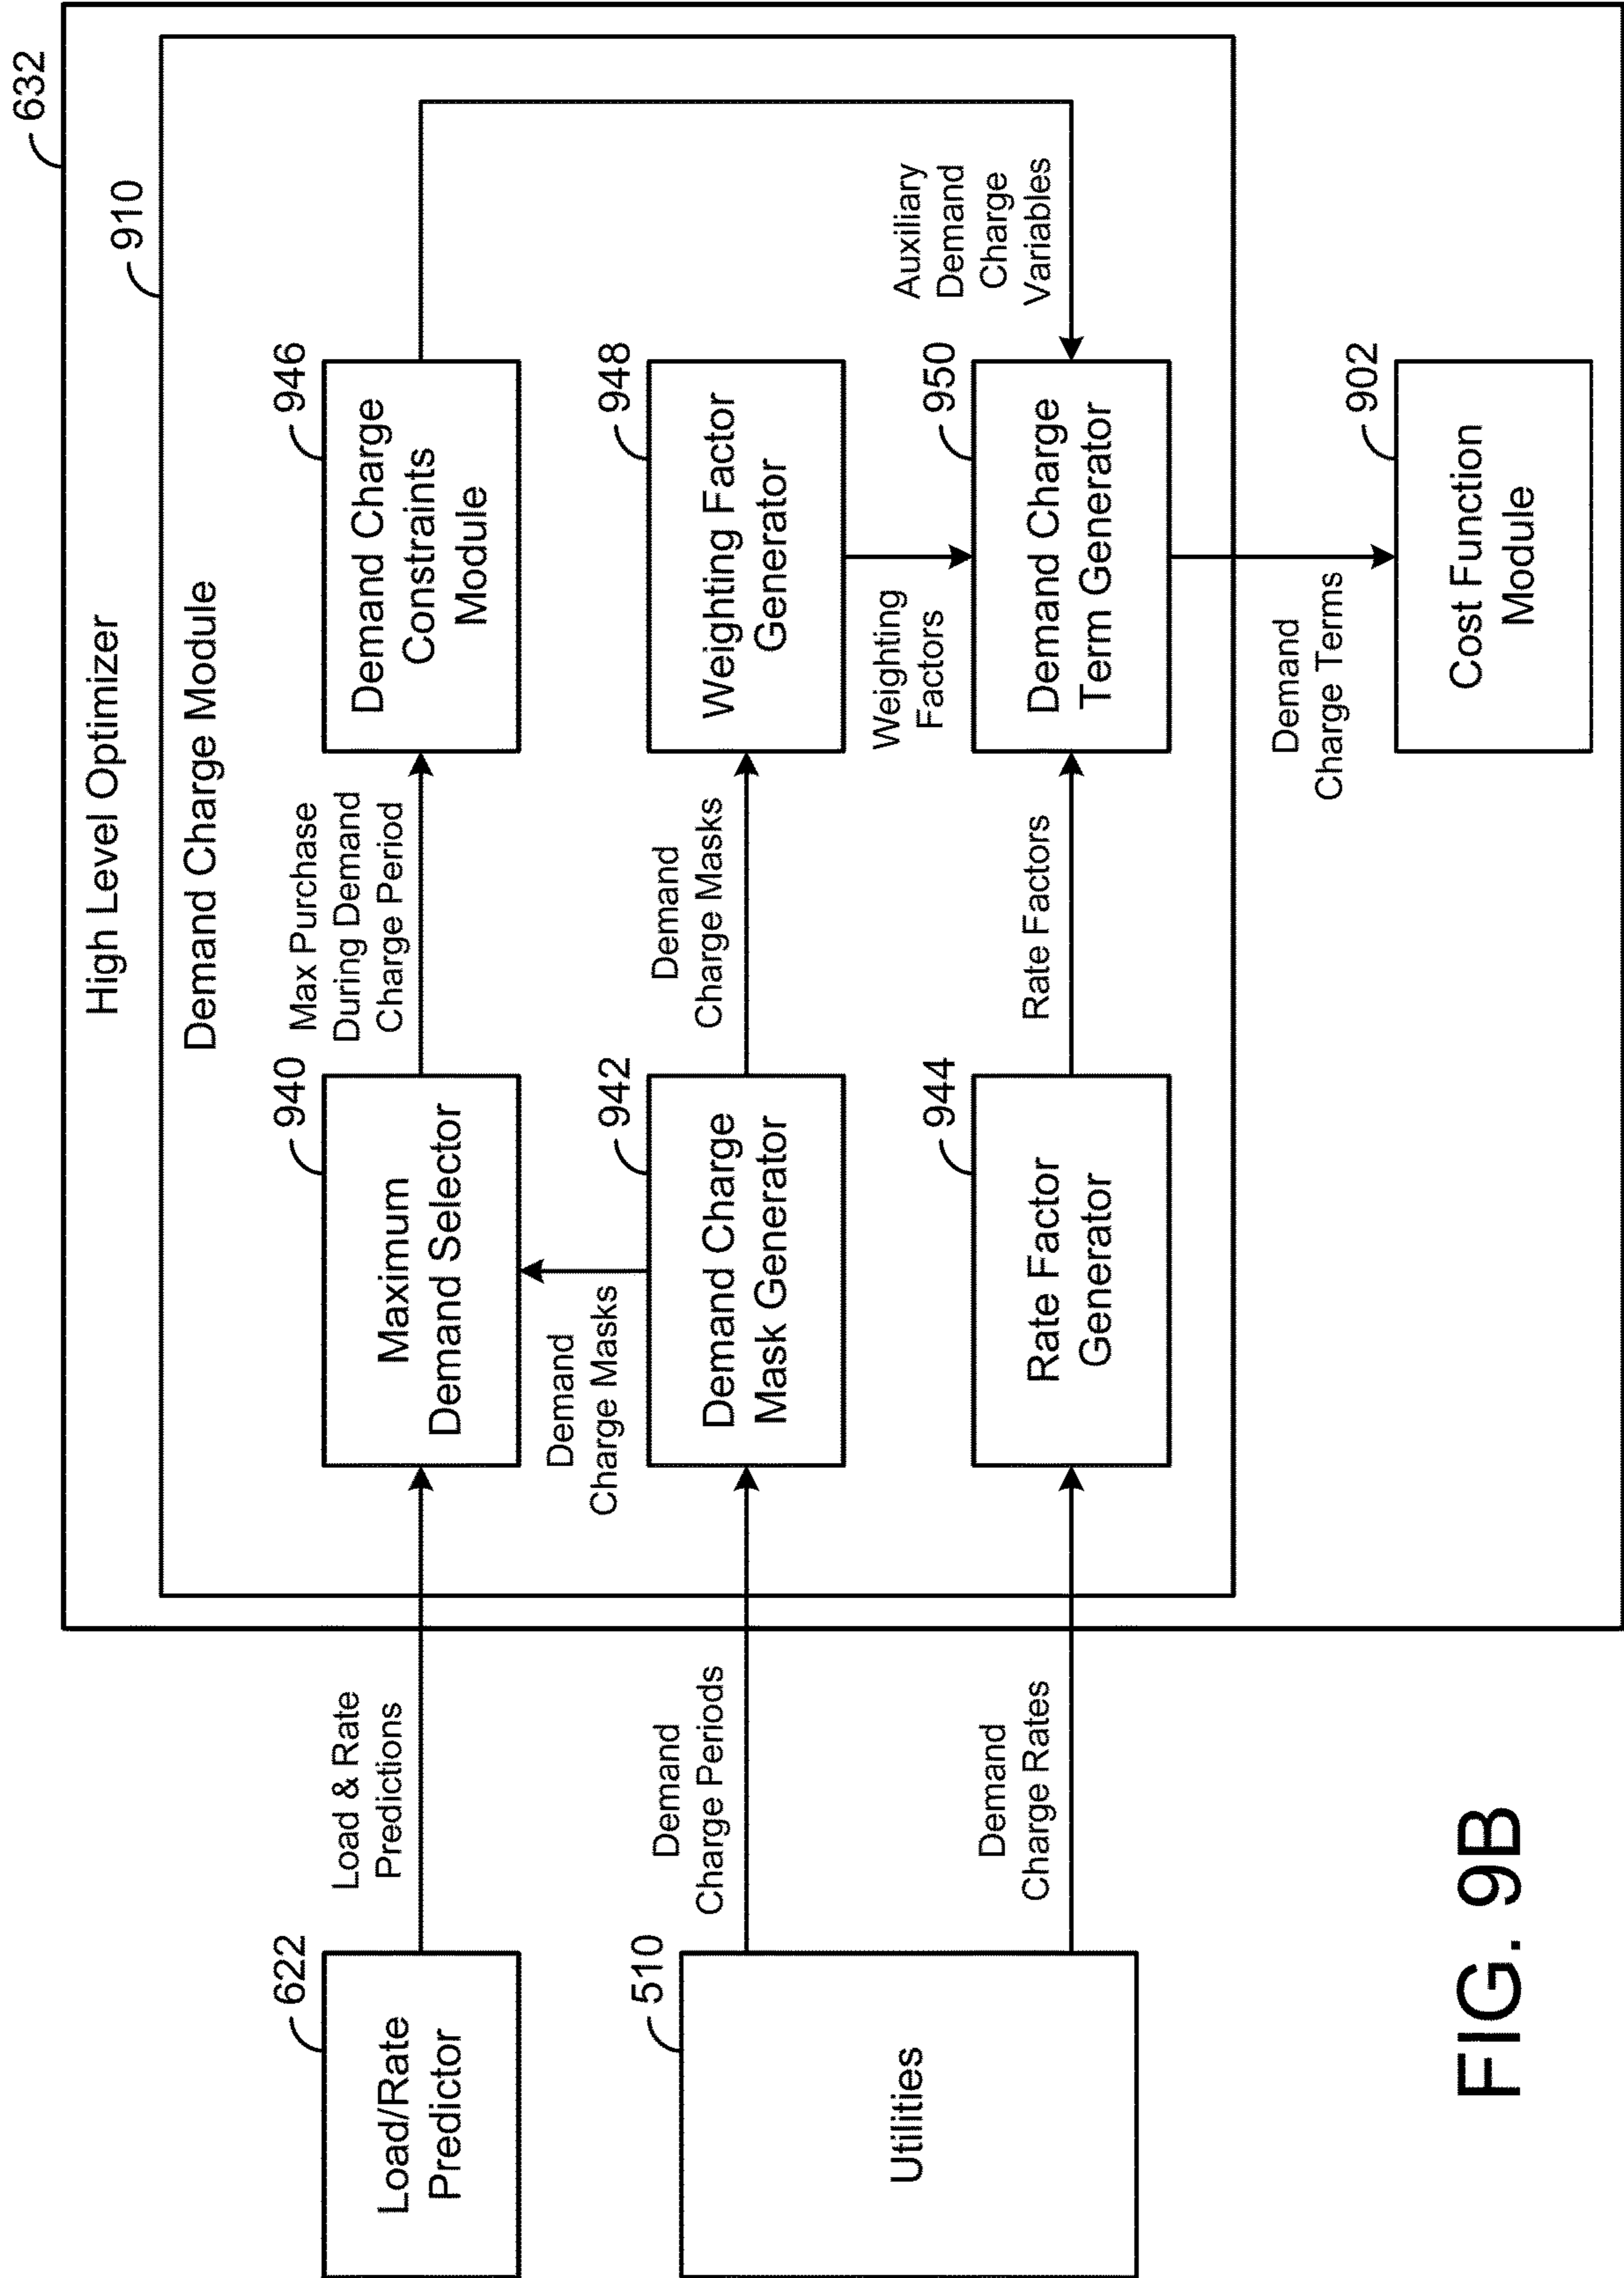 632
High Level Optimizer
910
Demand Charge Module
622
Load/Rate
Predictor
Load & Rate
Predictions
940
Maximum
Demand Selector
Max Purchase
During Demand
Charge Period
946
Demand Charge
Constraints
Module
Demand
Charge Masks
510
Utilities
Demand
Charge Periods
942
Demand Charge
Mask Generator
Demand
Charge Masks
948
Weighting Factor
Generator
Weighting
Factors
Auxiliary
Demand
Charge
Variables
Demand
Charge Rates
944
Rate Factor
Generator
Rate Factors
950
Demand Charge
Term Generator
Demand
Charge Terms
902
Cost Function
Module
FIG. 9B